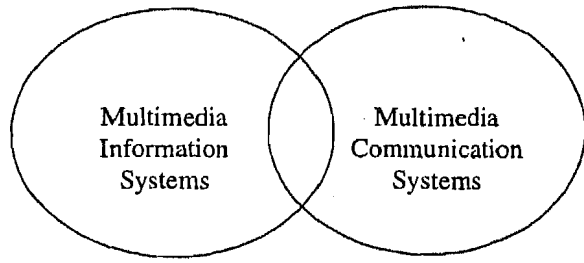 Multimedia
Information
Systems
Multimedia
Communication
Systems